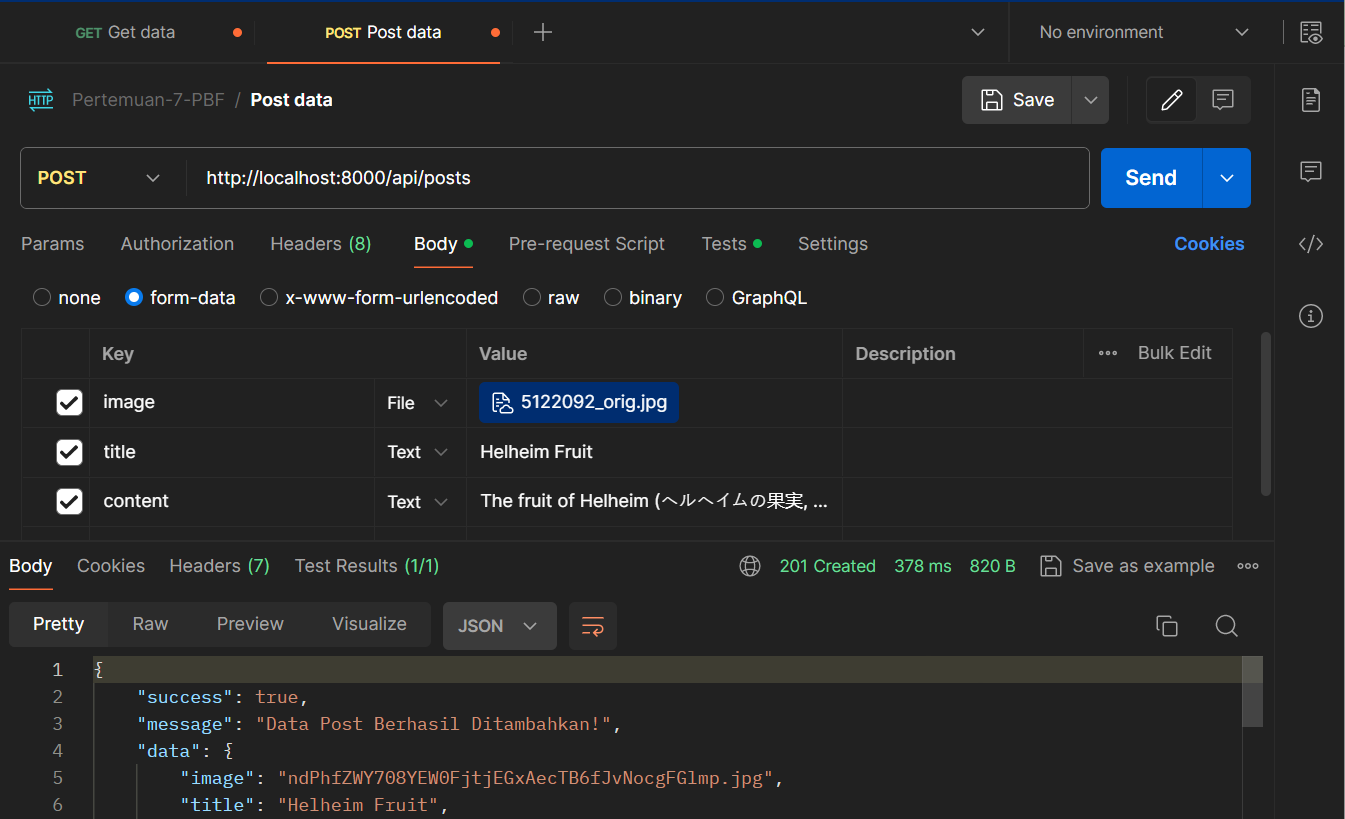 GET Get data POST Post data No environment
HTTP Pertemuan-7-PBF / Post data Save
POST http://localhost:8000/api/posts Send
Params Authorization Headers (8) Body Pre-request Script Tests Settings Cookies
none form-data x-www-form-urlencoded raw binary GraphQL
Key Value Description Bulk Edit
image File 5122092_orig.jpg
title Text Helheim Fruit
content Text The fruit of Helheim (ヘルヘイムの果実, ...
Body Cookies Headers (7) Test Results (1/1) 201 Created 378 ms 820 B Save as example
Pretty Raw Preview Visualize JSON
1 {
2 "success": true,
3 "message": "Data Post Berhasil Ditambahkan!",
4 "data": {
5 "image": "ndPhfZWY708YEW0FjtjEGxAecTB6fJvNocgFGlmp.jpg",
6 "title": "Helheim Fruit",